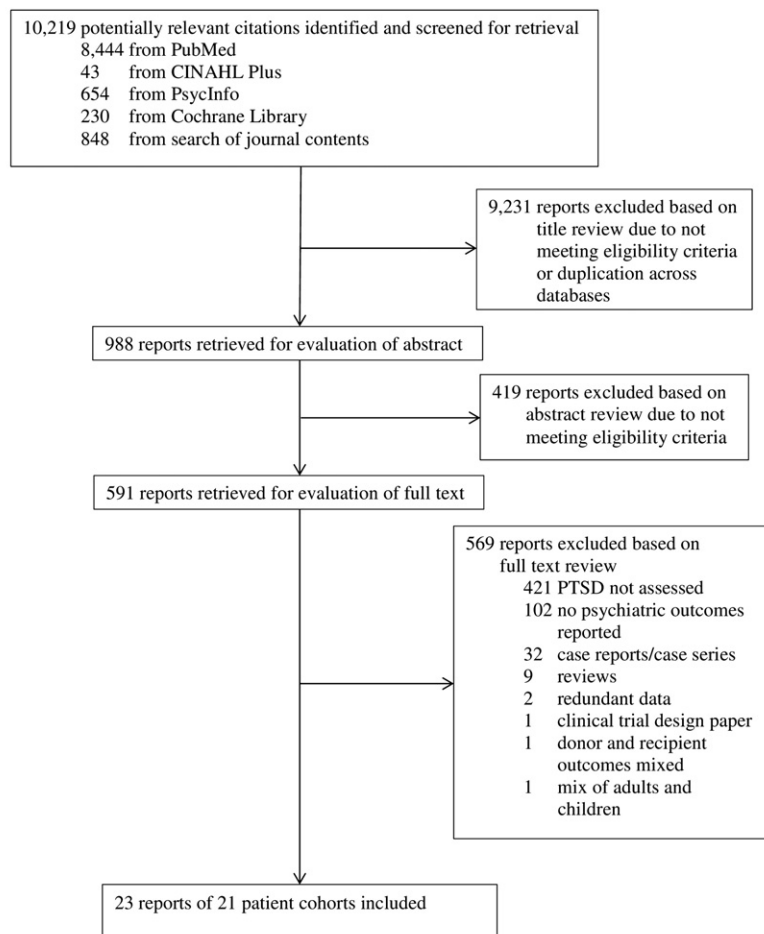 10,219 potentially relevant citations identified and screened for retrieval
8,444 from PubMed
43 from CINAHL Plus
654 from PsycInfo
230 from Cochrane Library
848 from search of journal contents
9,231 reports excluded based on
title review due to not
meeting eligibility criteria
or duplication across
databases
988 reports retrieved for evaluation of abstract
419 reports excluded based on
abstract review due to not
meeting eligibility criteria
591 reports retrieved for evaluation of full text
569 reports excluded based on
full text review
421 PTSD not assessed
102 no psychiatric outcomes
reported
32 case reports/case series
9 reviews
2 redundant data
1 clinical trial design paper
1 donor and recipient
outcomes mixed
1 mix of adults and
children
23 reports of 21 patient cohorts included